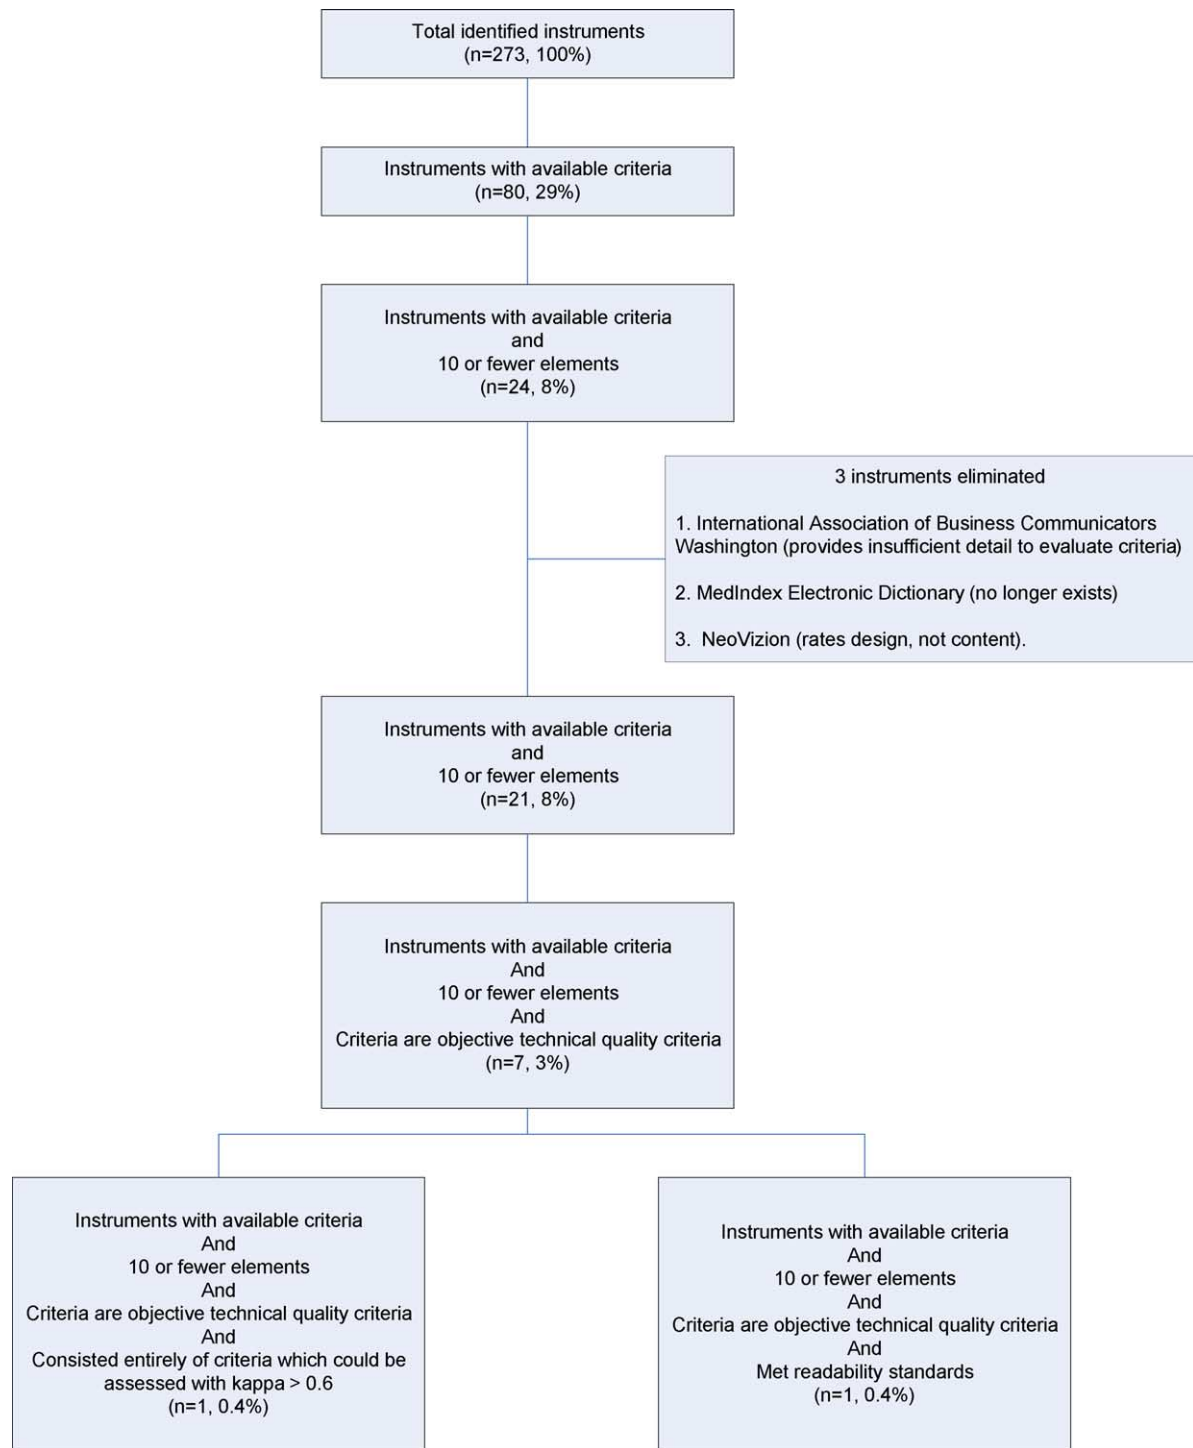 Total identified instruments
(n=273, 100%)
Instruments with available criteria
(n=80, 29%)
Instruments with available criteria
and
10 or fewer elements
(n=24, 8%)
3 instruments eliminated
1. International Association of Business Communicators
Washington (provides insufficient detail to evaluate criteria)
2. MedIndex Electronic Dictionary (no longer exists)
3.  NeoVizion (rates design, not content).
Instruments with available criteria
and
10 or fewer elements
(n=21, 8%)
Instruments with available criteria
And
10 or fewer elements
And
Criteria are objective technical quality criteria
(n=7, 3%)
Instruments with available criteria
And
10 or fewer elements
And
Criteria are objective technical quality criteria
And
Consisted entirely of criteria which could be
assessed with kappa > 0.6
(n=1, 0.4%)
Instruments with available criteria
And
10 or fewer elements
And
Criteria are objective technical quality criteria
And
Met readability standards
(n=1, 0.4%)